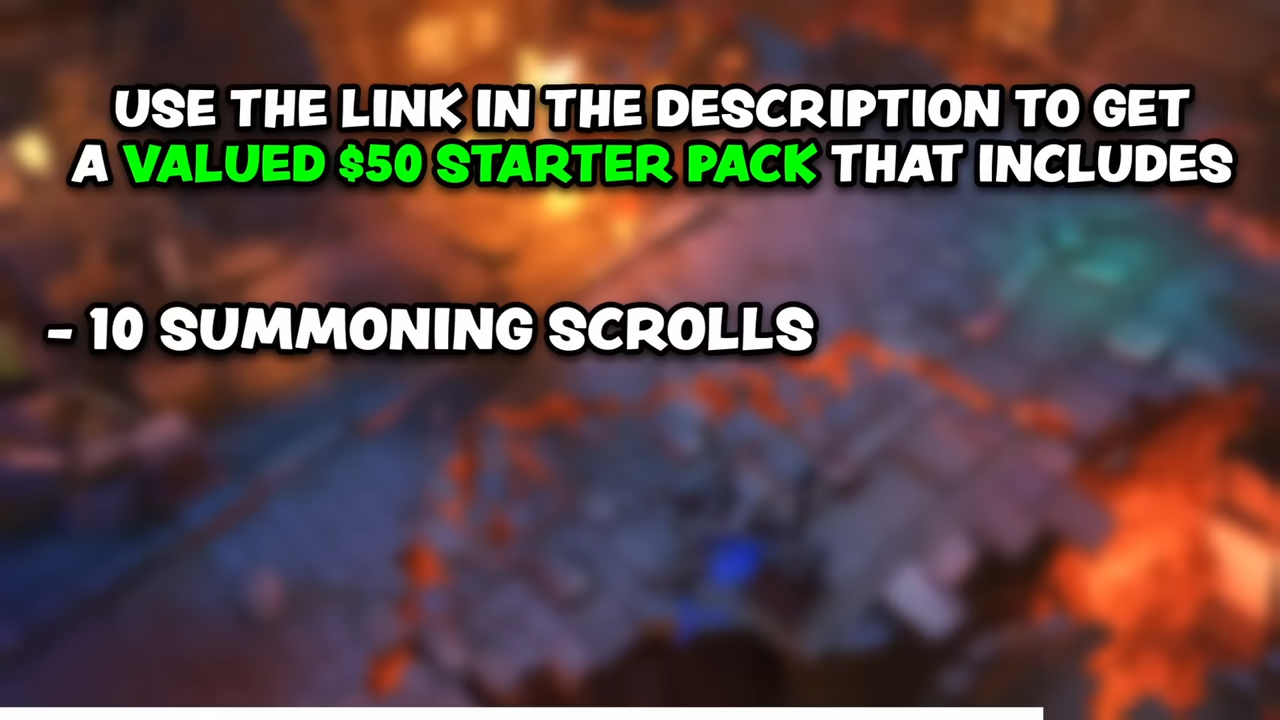 USE THE LINK IN THE DESCRIPTION TO GET
A VALUED $50 STARTER PACK THAT INCLUDES
- 10 SUMMONING SCROLLS